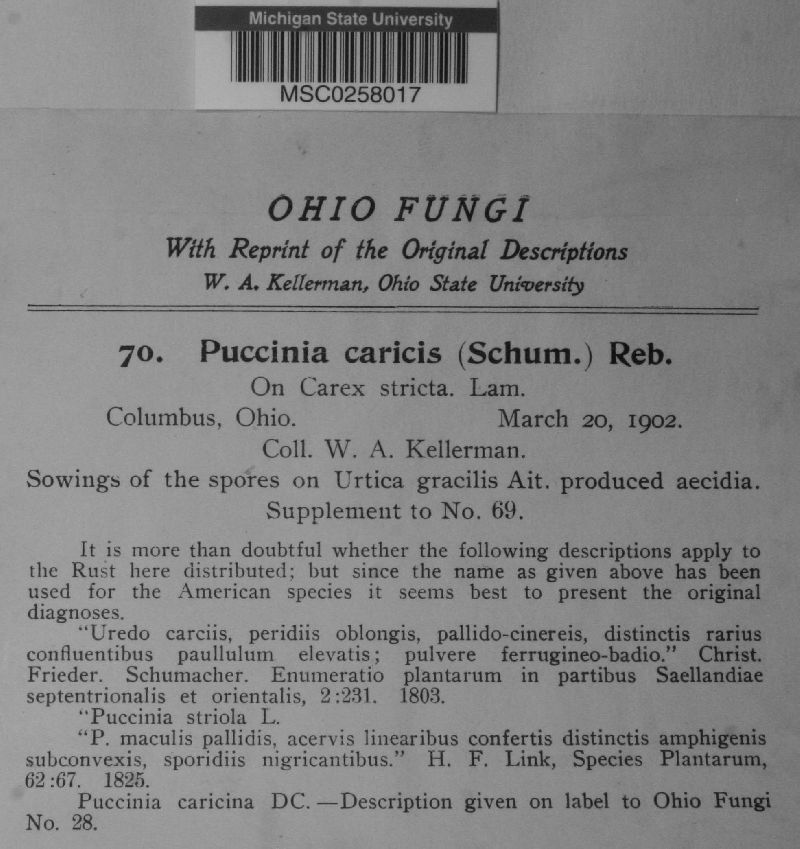 Michigan State University
MSC0258017
OHIO FUNGI
With Reprint of the Original Descriptions
W. A. Kellerman, Ohio State University
70. Puccinia caricis (Schum.) Reb.
On Carex stricta. Lam.
Columbus, Ohio. March 20, 1902.
Coll. W. A. Kellerman.
Sowings of the spores on Urtica gracilis Ait. produced aecidia.
Supplement to No. 69.
It is more than doubtful whether the following descriptions apply to
the Rust here distributed; but since the name as given above has been
used for the American species it seems best to present the original
diagnoses.
"Uredo carciis, peridiis oblongis, pallido-cinereis, distinctis rarius
confluentibus paullulum elevatis; pulvere ferrugineo-badio." Christ.
Frieder. Schumacher. Enumeratio plantarum in partibus Saellandiae
septentrionalis et orientalis, 2:231. 1803.
"Puccinia striola L.
"P. maculis pallidis, acervis linearibus confertis distinctis amphigenis
subconvexis, sporidiis nigricantibus." H. F. Link, Species Plantarum,
62:67. 1825.
Puccinia caricina DC.—Description given on label to Ohio Fungi
No. 28.